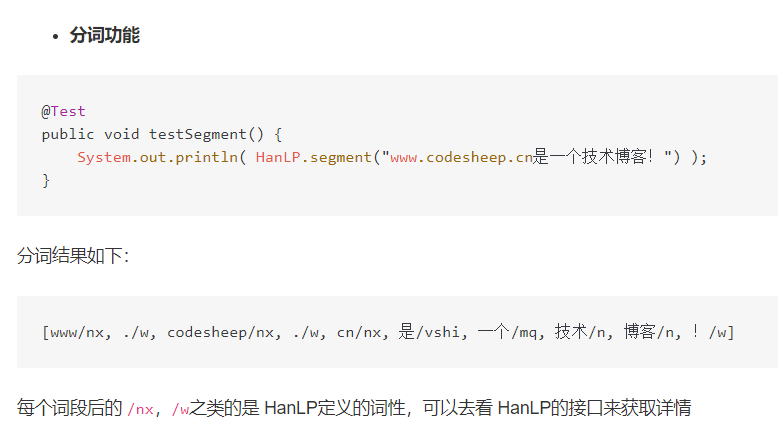 • 分词功能
@Test
public void testSegment() {
    System.out.println( HanLP.segment("www.codesheep.cn是一个技术博客！") );
}
分词结果如下：
[www/nx, ./w, codesheep/nx, ./w, cn/nx, 是/vshi, 一个/mq, 技术/n, 博客/n, ！/w]
每个词段后的 /nx，/w之类的是 HanLP定义的词性，可以去看 HanLP的接口来获取详情